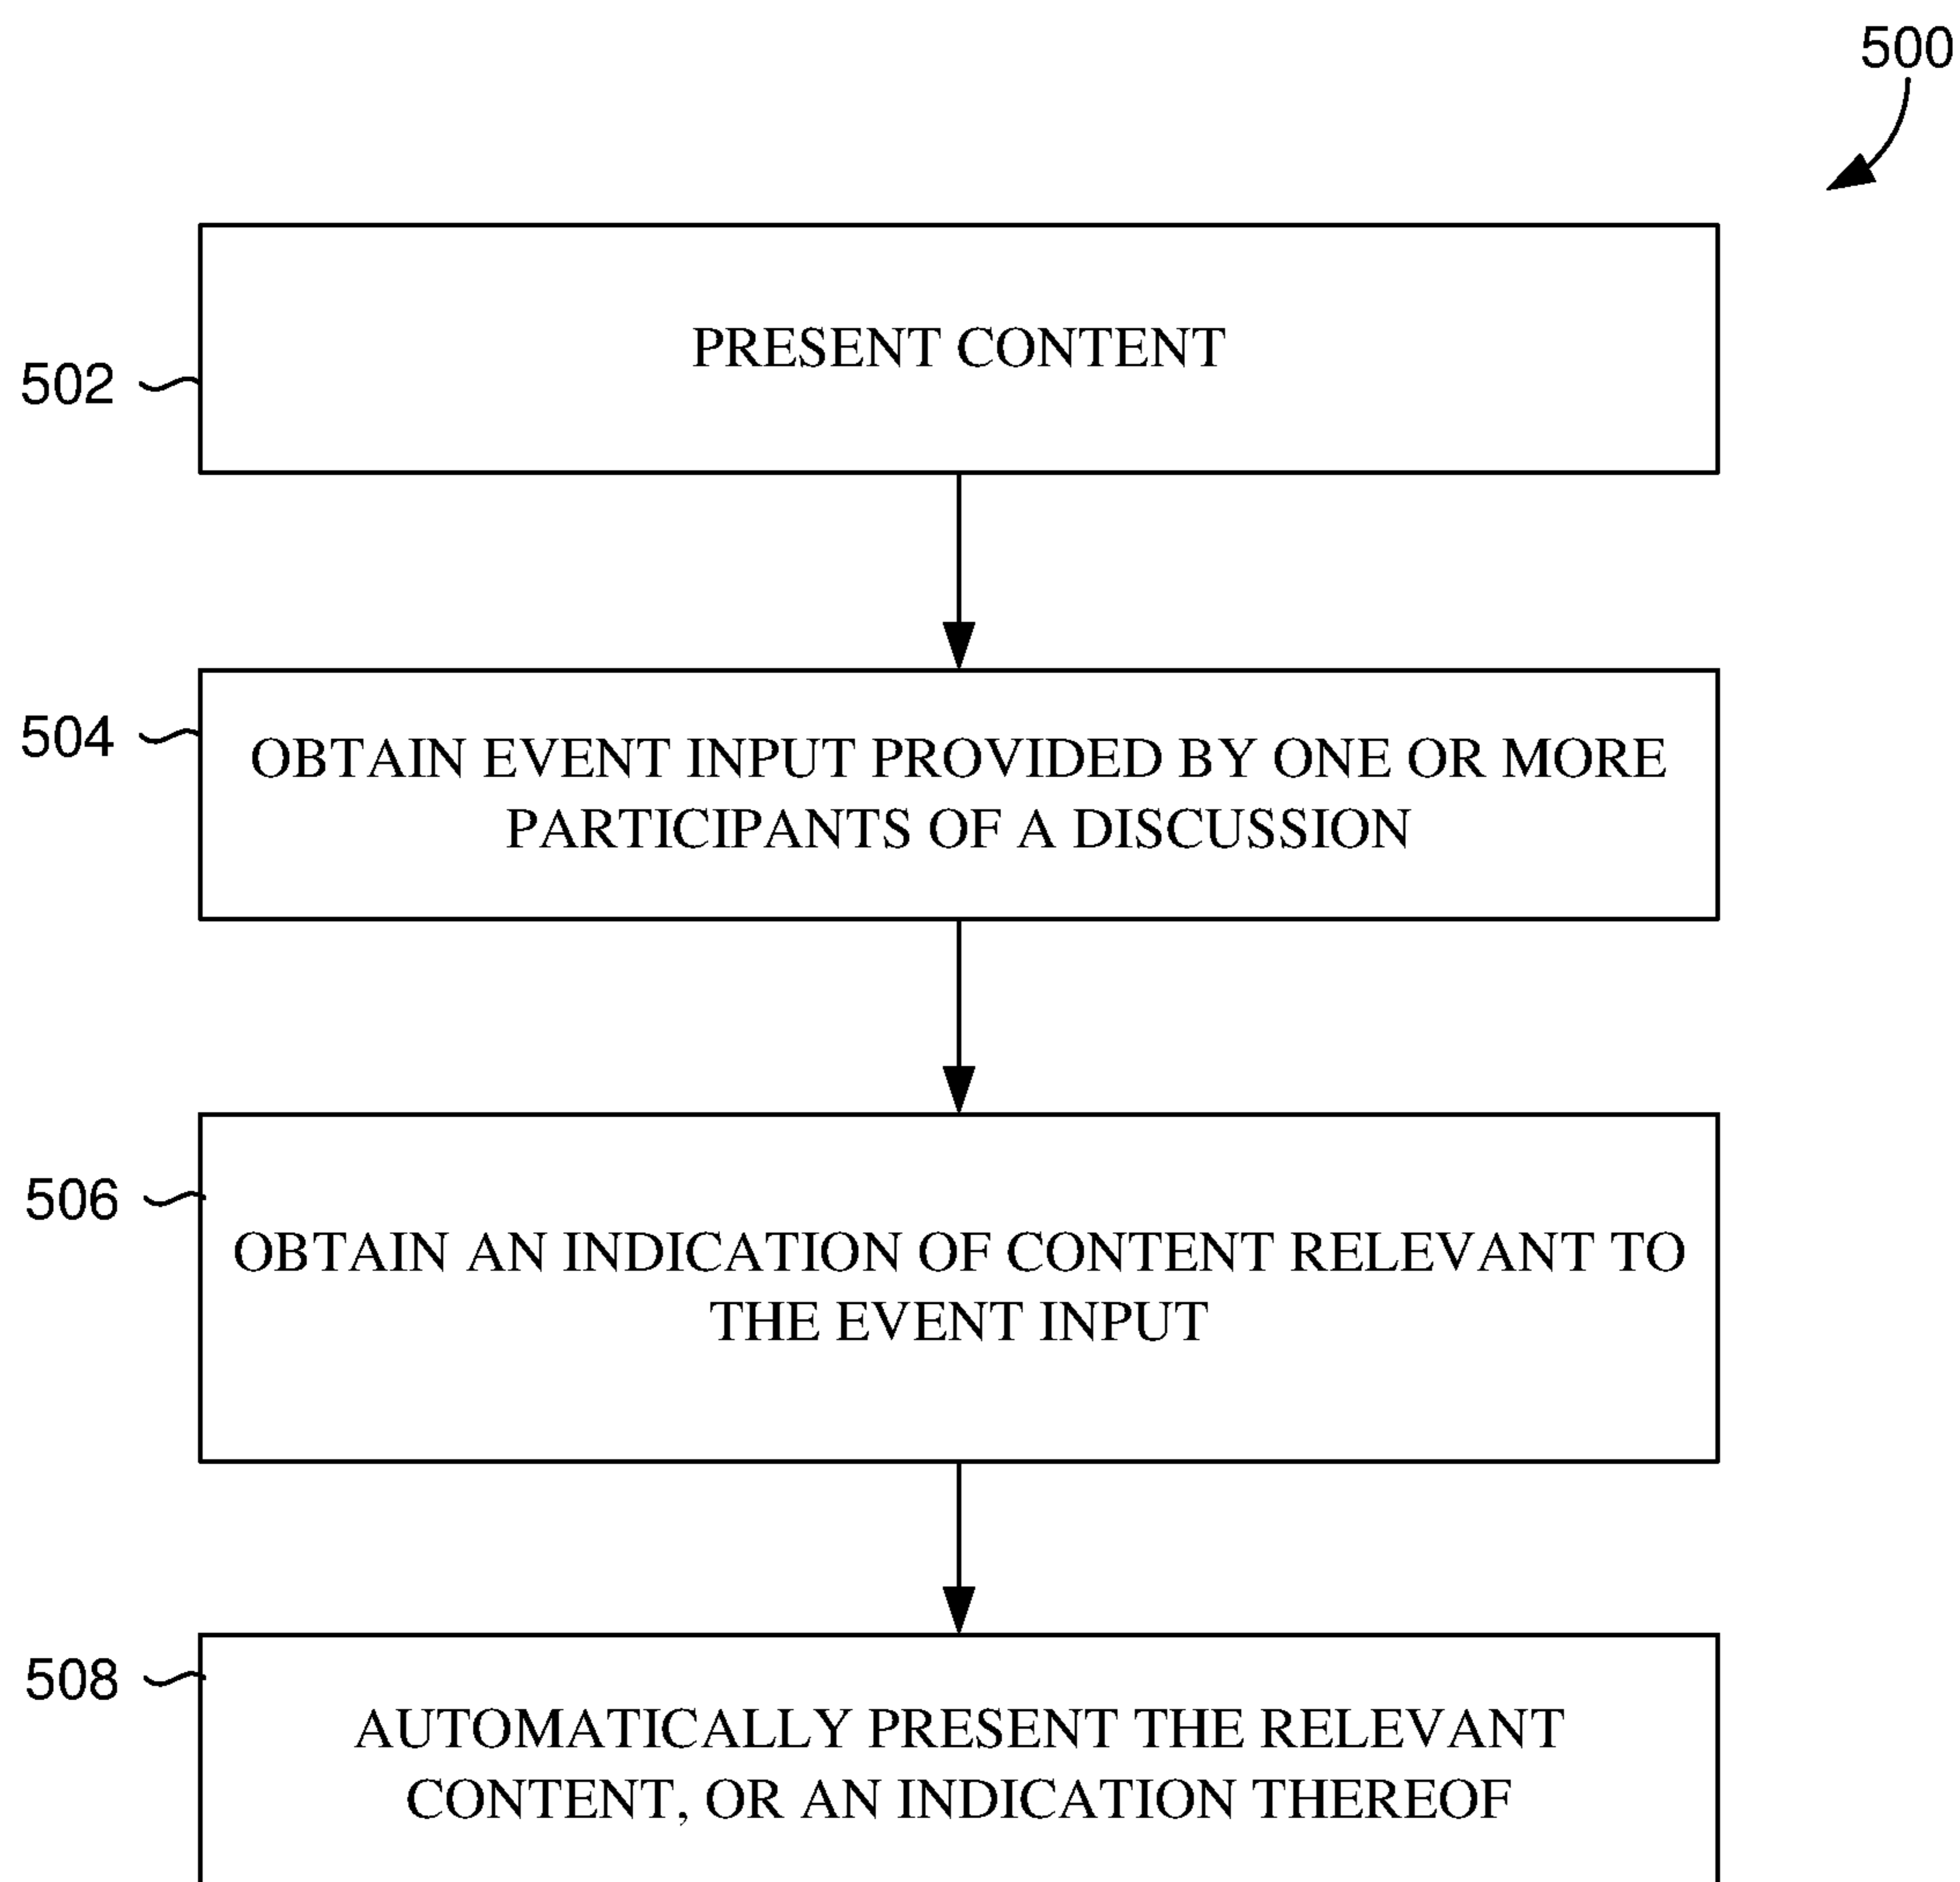 500
PRESENT CONTENT
502
504
OBTAIN EVENT INPUT PROVIDED BY ONE OR MORE
PARTICIPANTS OF A DISCUSSION
506
OBTAIN AN INDICATION OF CONTENT RELEVANT TO
THE EVENT INPUT
508
AUTOMATICALLY PRESENT THE RELEVANT
CONTENT, OR AN INDICATION THEREOF